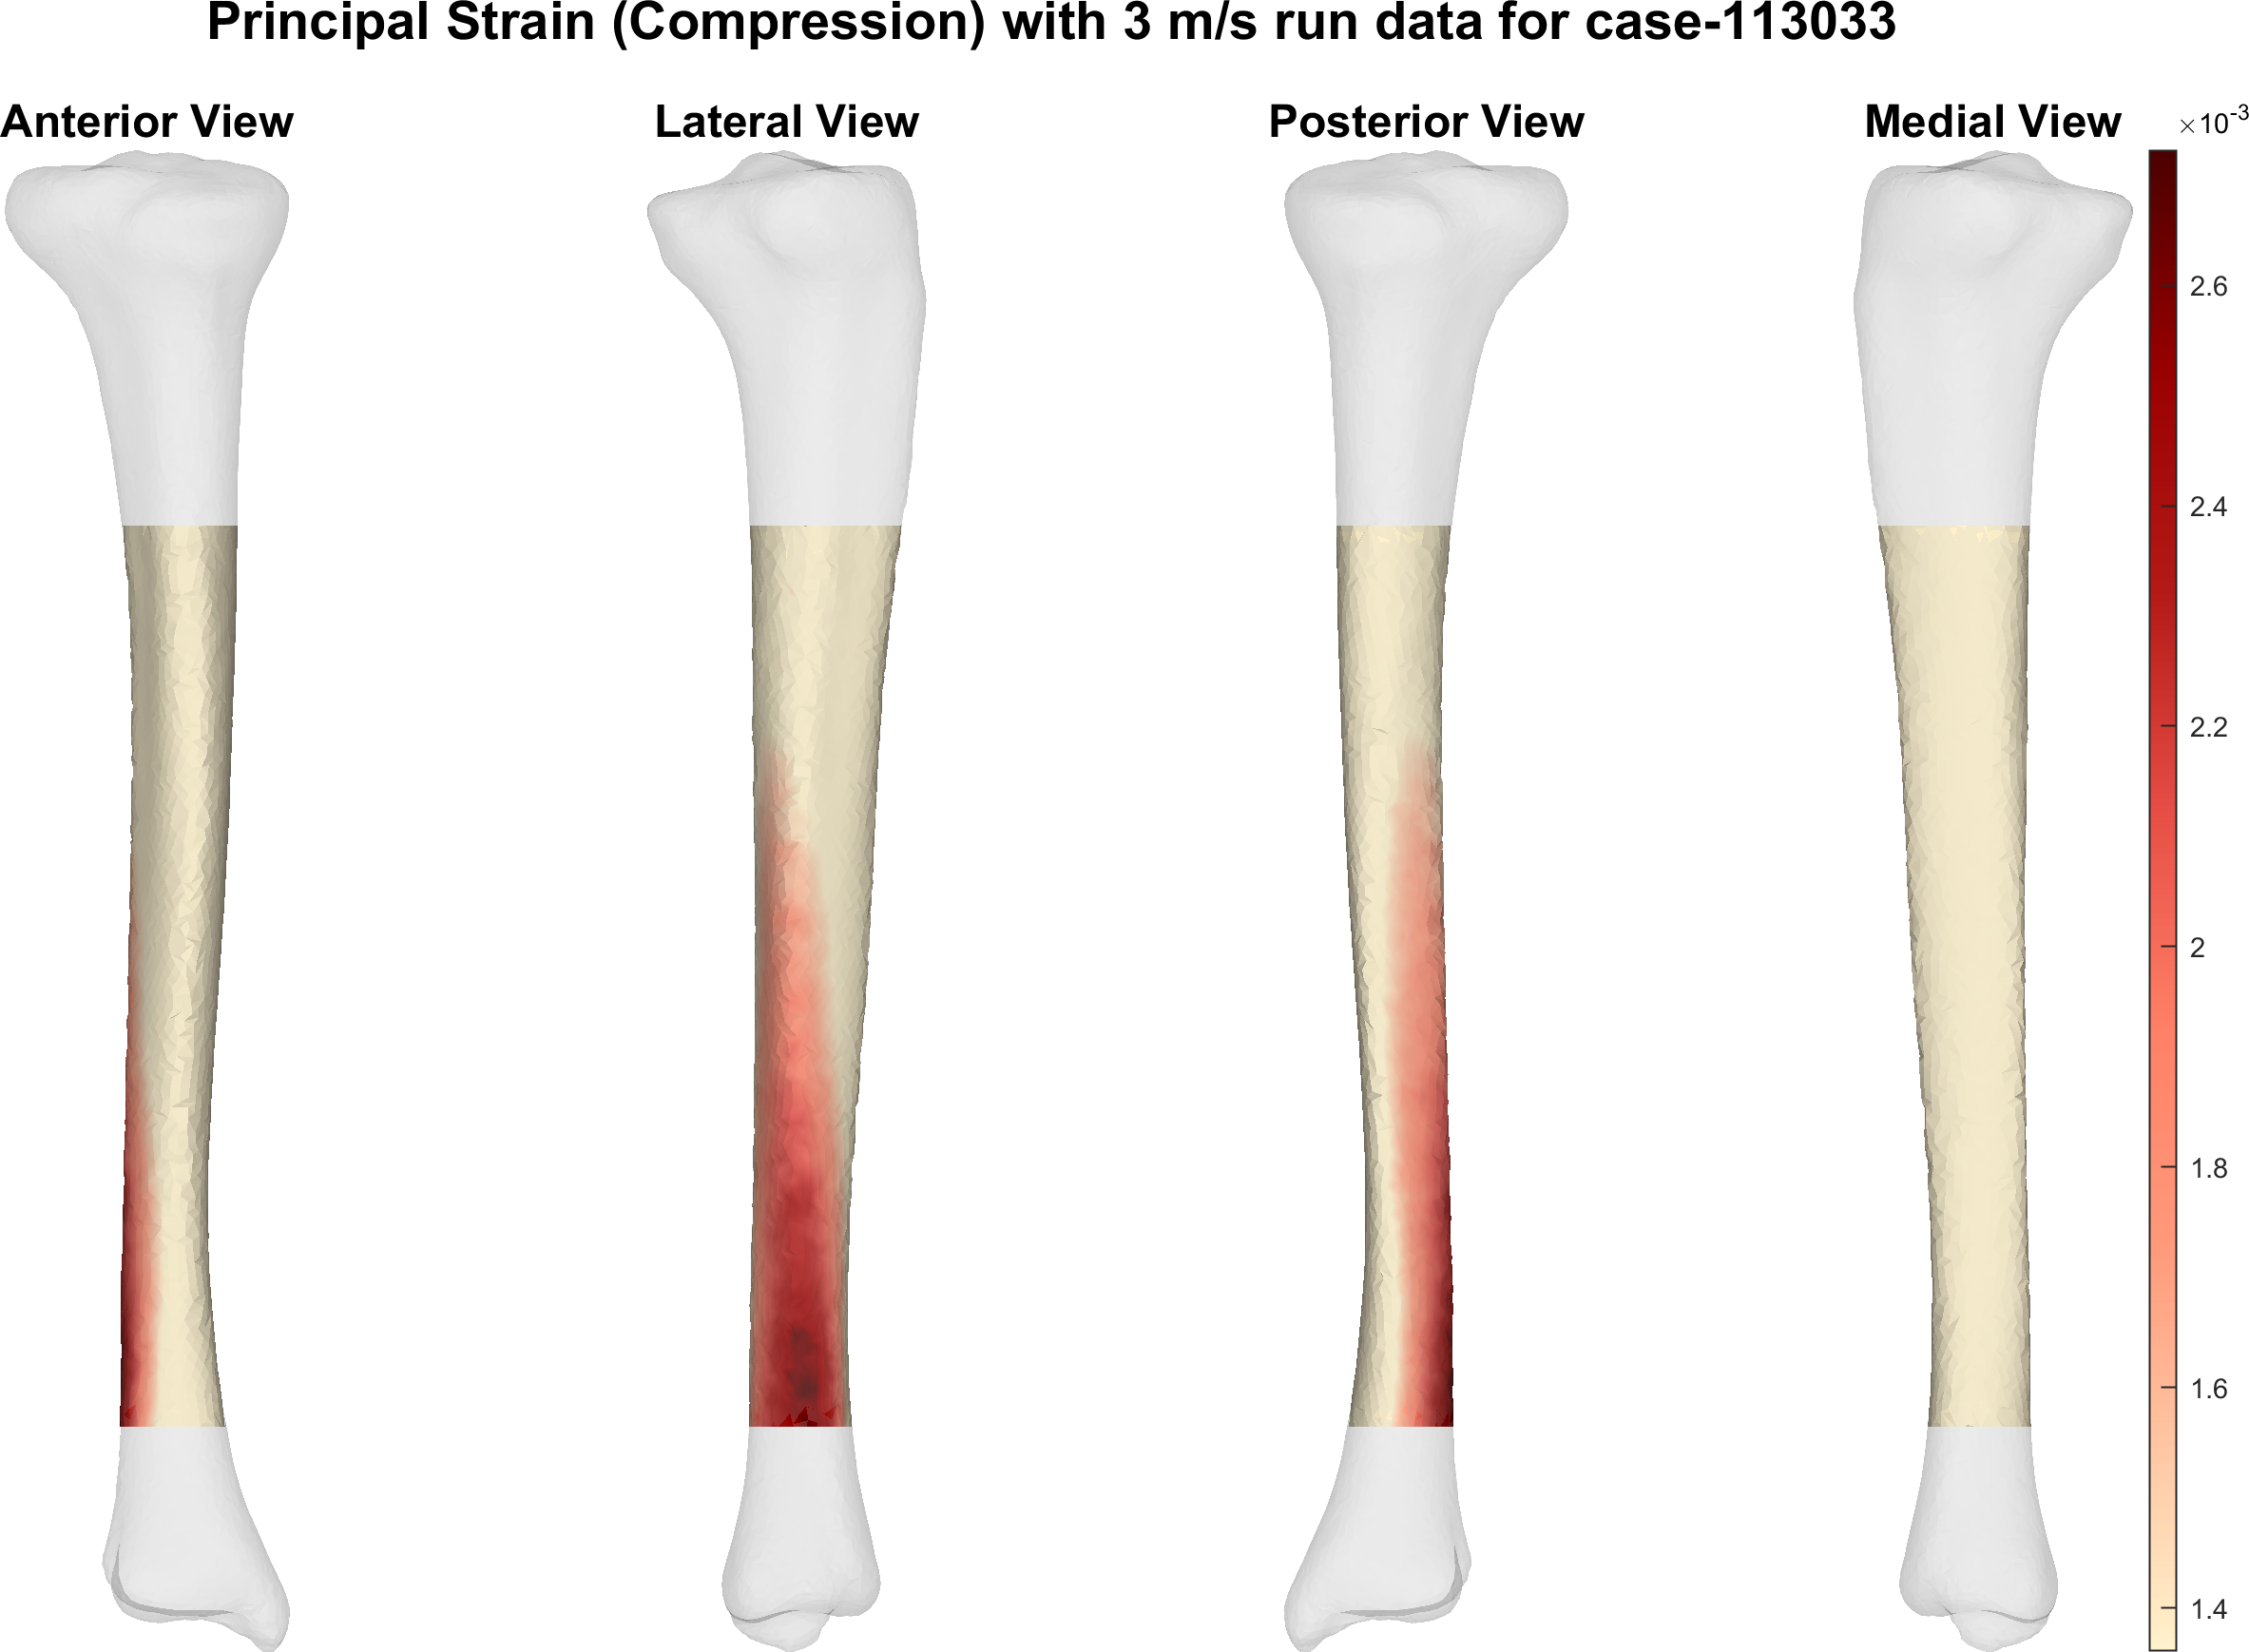 Principal Strain (Compression) with 3 m/s run data for case-113033
Anterior View
Lateral View
Posterior View
Medial View
×10-3
2.6
2.4
2.2
2
1.8
1.6
1.4